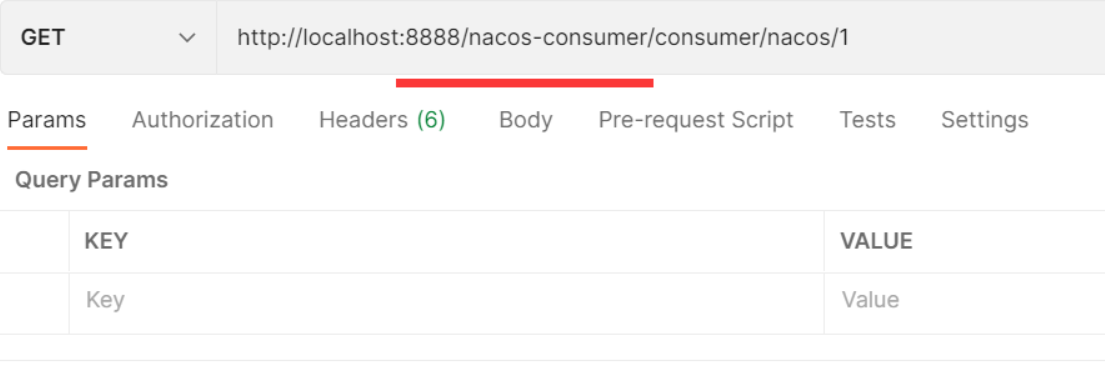 GET http://localhost:8888/nacos-consumer/consumer/nacos/1
Params Authorization Headers (6) Body Pre-request Script Tests Settings
Query Params
KEY VALUE
Key Value